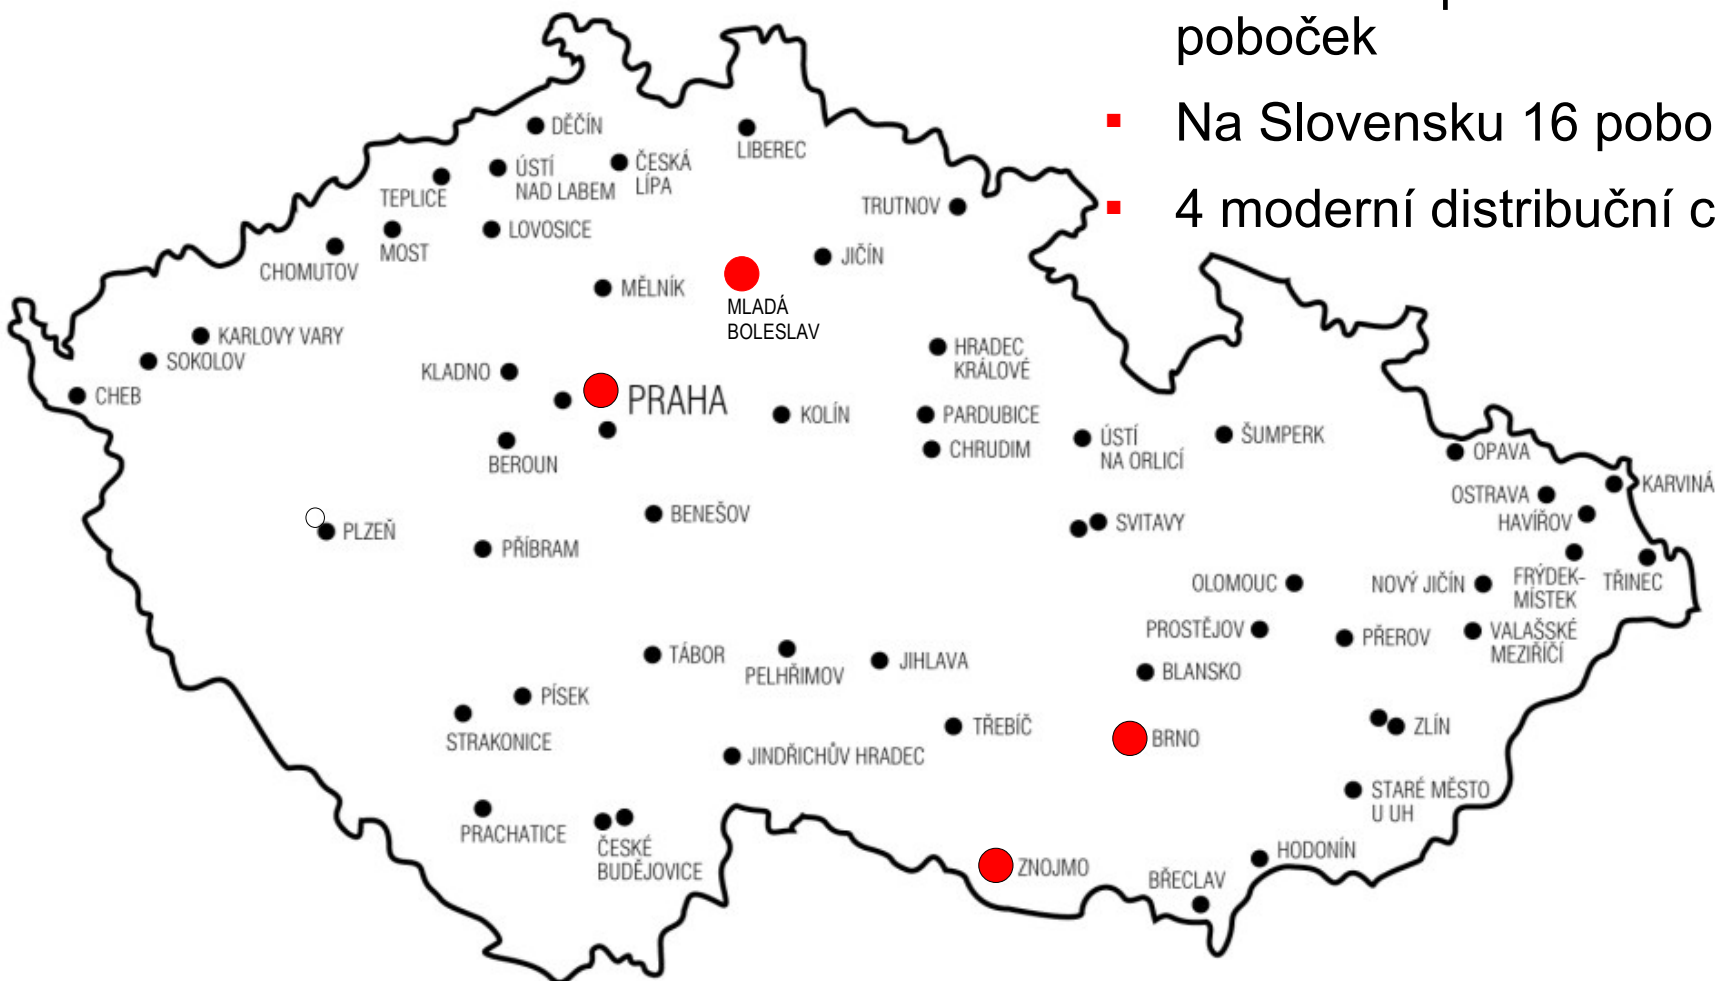 poboček
Na Slovensku 16 pobo
4 moderní distribuční c
DĚČÍN
LIBEREC
ÚSTÍ
NAD LABEM
ČESKÁ
LÍPA
TEPLICE
TRUTNOV
LOVOSICE
MOST
CHOMUTOV
JIČÍN
MĚLNÍK
MLADÁ
BOLESLAV
KARLOVY VARY
SOKOLOV
CHEB
KLADNO
PRAHA
HRADEC
KRÁLOVÉ
KOLÍN
PARDUBICE
CHRUDIM
ÚSTÍ
NA ORLICÍ
ŠUMPERK
OPAVA
BEROUN
KARVINÁ
OSTRAVA
HAVÍŘOV
PLZEŇ
PŘÍBRAM
BENEŠOV
SVITAVY
OLOMOUC
NOVÝ JIČÍN
FRÝDEK-
MÍSTEK
TŘINEC
PROSTĚJOV
PŘEROV
VALAŠSKÉ
MEZIŘÍČÍ
TÁBOR
PELHŘIMOV
JIHLAVA
BLANSKO
PÍSEK
STRAKONICE
TŘEBÍČ
BRNO
ZLÍN
JINDŘICHŮV HRADEC
STARÉ MĚSTO
U UH
PRACHATICE
ČESKÉ
BUDĚJOVICE
ZNOJMO
HODONÍN
BŘECLAV